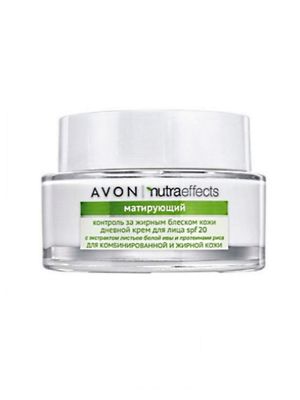 AVON | nutraeffects
матирующий
контроль за жирным блеском кожи
дневной крем для лица spf 20
с экстрактом листьев белой ивы и протеинами риса
ДЛЯ КОМБИНИРОВАННОЙ И ЖИРНОЙ КОЖИ